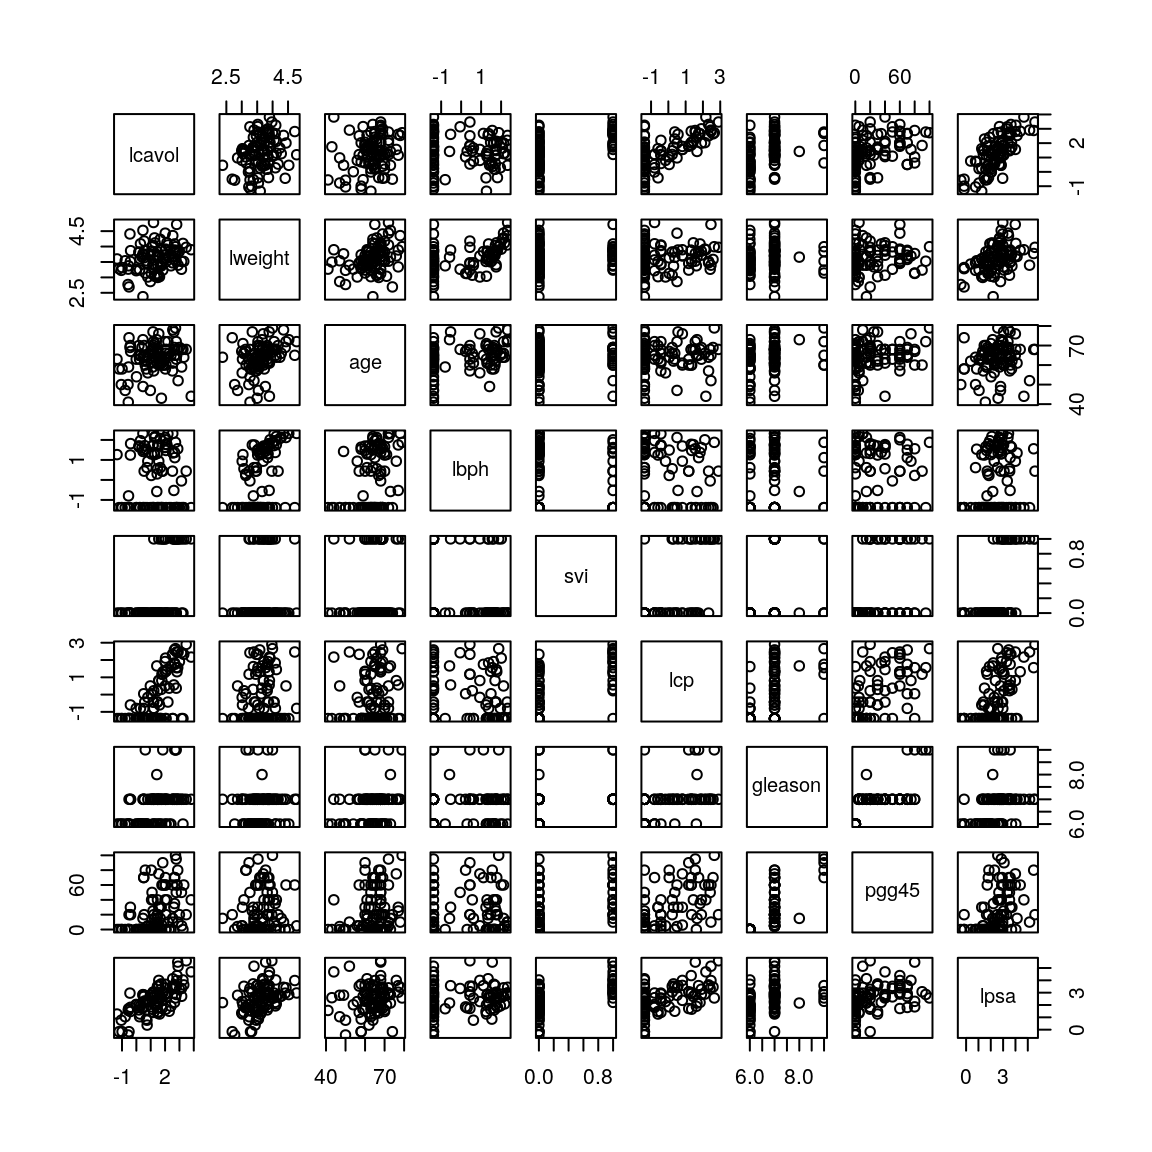 2.5 4.5 -1 1 -1 1 3 0 60
lcavol -1 2
2.5 4.5 lweight
age 40 70
-1 1 lbph
svi 0.0 0.8
-1 1 3 lcp
gleason 6.0 8.0
0 60 pgg45
lpsa 0 3
-1 2 40 70 0.0 0.8 6.0 8.0 0 3